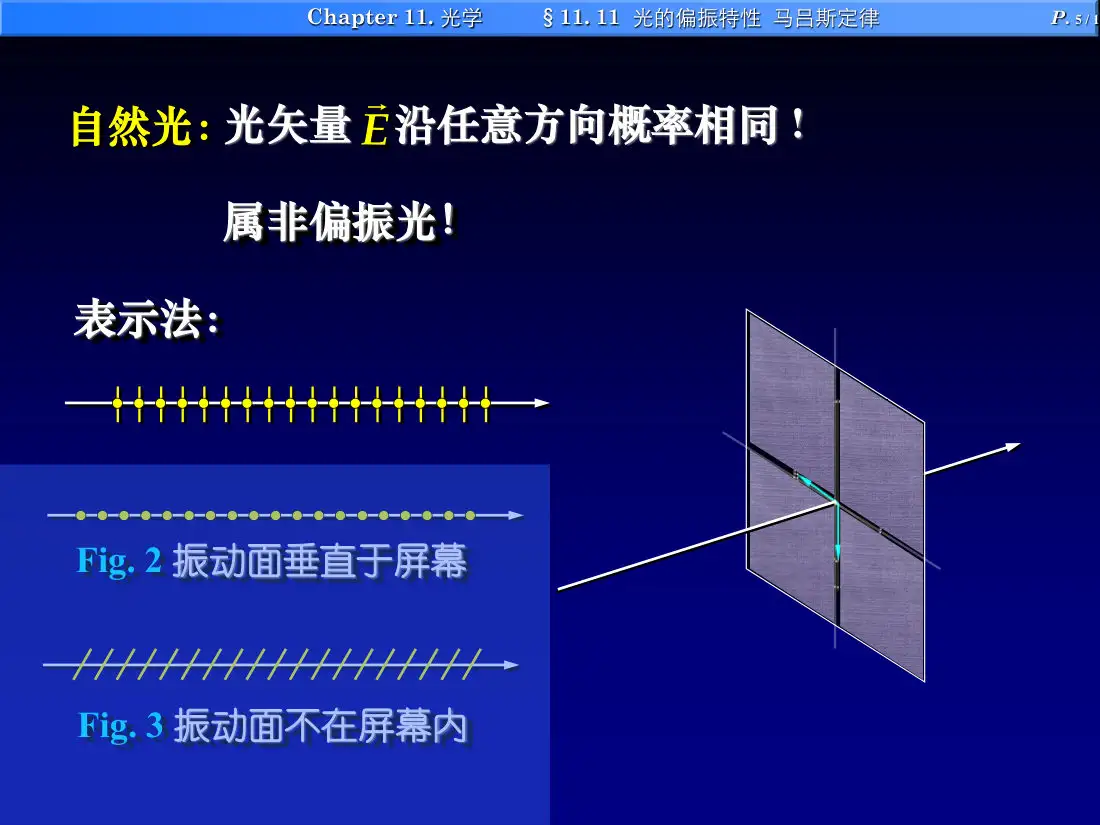 Chapter 11. 光学 § 11. 11 光的偏振特性 马吕斯定律 P. 5 / 1
自然光: 光矢量 E⃗ 沿任意方向概率相同 !
属非偏振光!
表示法:
Fig. 2 振动面垂直于屏幕
Fig. 3 振动面不在屏幕内